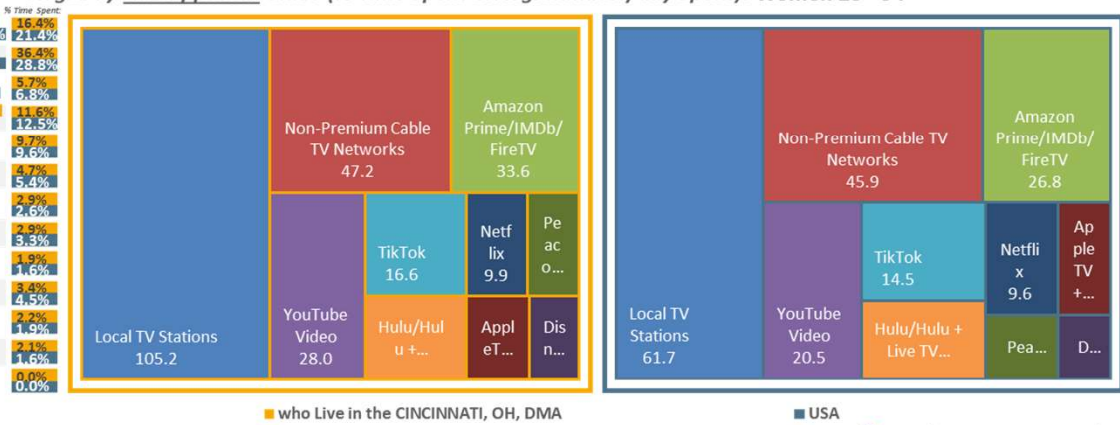 % Time Spent:
16.4%
21.4%
36.4%
28.8%
5.7%
6.8%
11.6%
12.5%
9.7%
9.6%
4.7%
5.4%
2.9%
2.6%
2.9%
3.3%
1.9%
1.6%
3.4%
4.5%
2.2%
1.9%
2.1%
1.6%
0.0%
0.0%
Local TV Stations
105.2
Non-Premium Cable
TV Networks
47.2
Amazon
Prime/IMDb/
FireTV
33.6
YouTube
Video
28.0
TikTok
16.6
Hulu/Hul
u +...
Netf
lix
9.9
Pe
ac
o...
Appl
eT...
Dis
n...
who Live in the CINCINNATI, OH, DMA
Local TV
Stations
61.7
Non-Premium Cable TV
Networks
45.9
Amazon
Prime/IMDb/
FireTV
26.8
YouTube
Video
20.5
TikTok
14.5
Hulu/Hulu +
Live TV...
Netfli
x
9.6
Ap
ple
TV
+...
Pea...
D...
USA